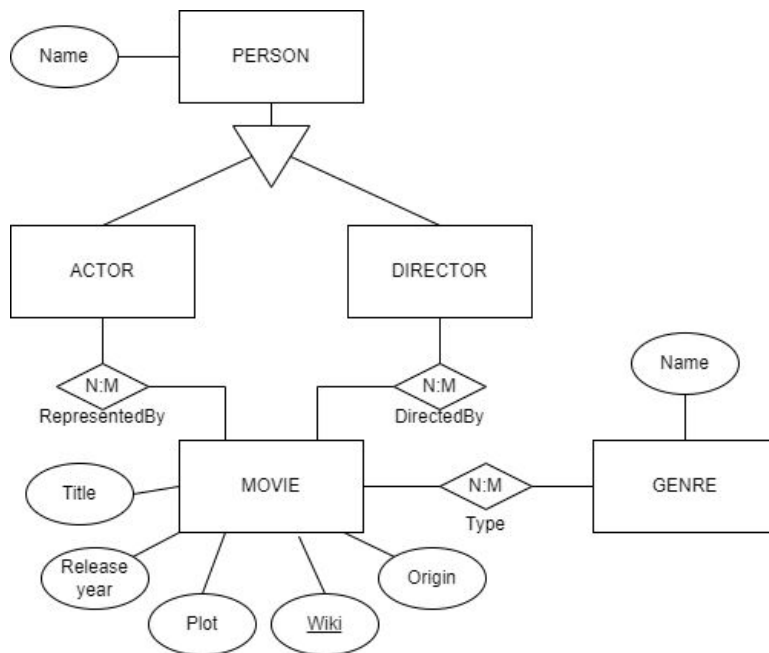 Name
PERSON
ACTOR
DIRECTOR
Name
N:M
N:M
RepresentedBy
DirectedBy
Title
MOVIE
N:M
GENRE
Type
Release
year
Origin
Plot
Wiki